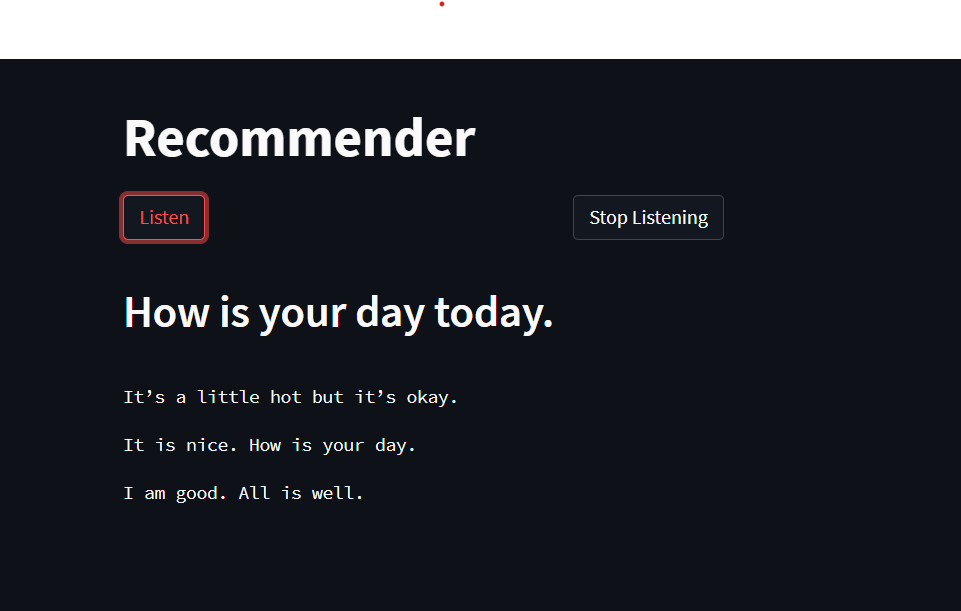 Recommender
Listen
Stop Listening
How is your day today.
It’s a little hot but it’s okay.
It is nice. How is your day.
I am good. All is well.